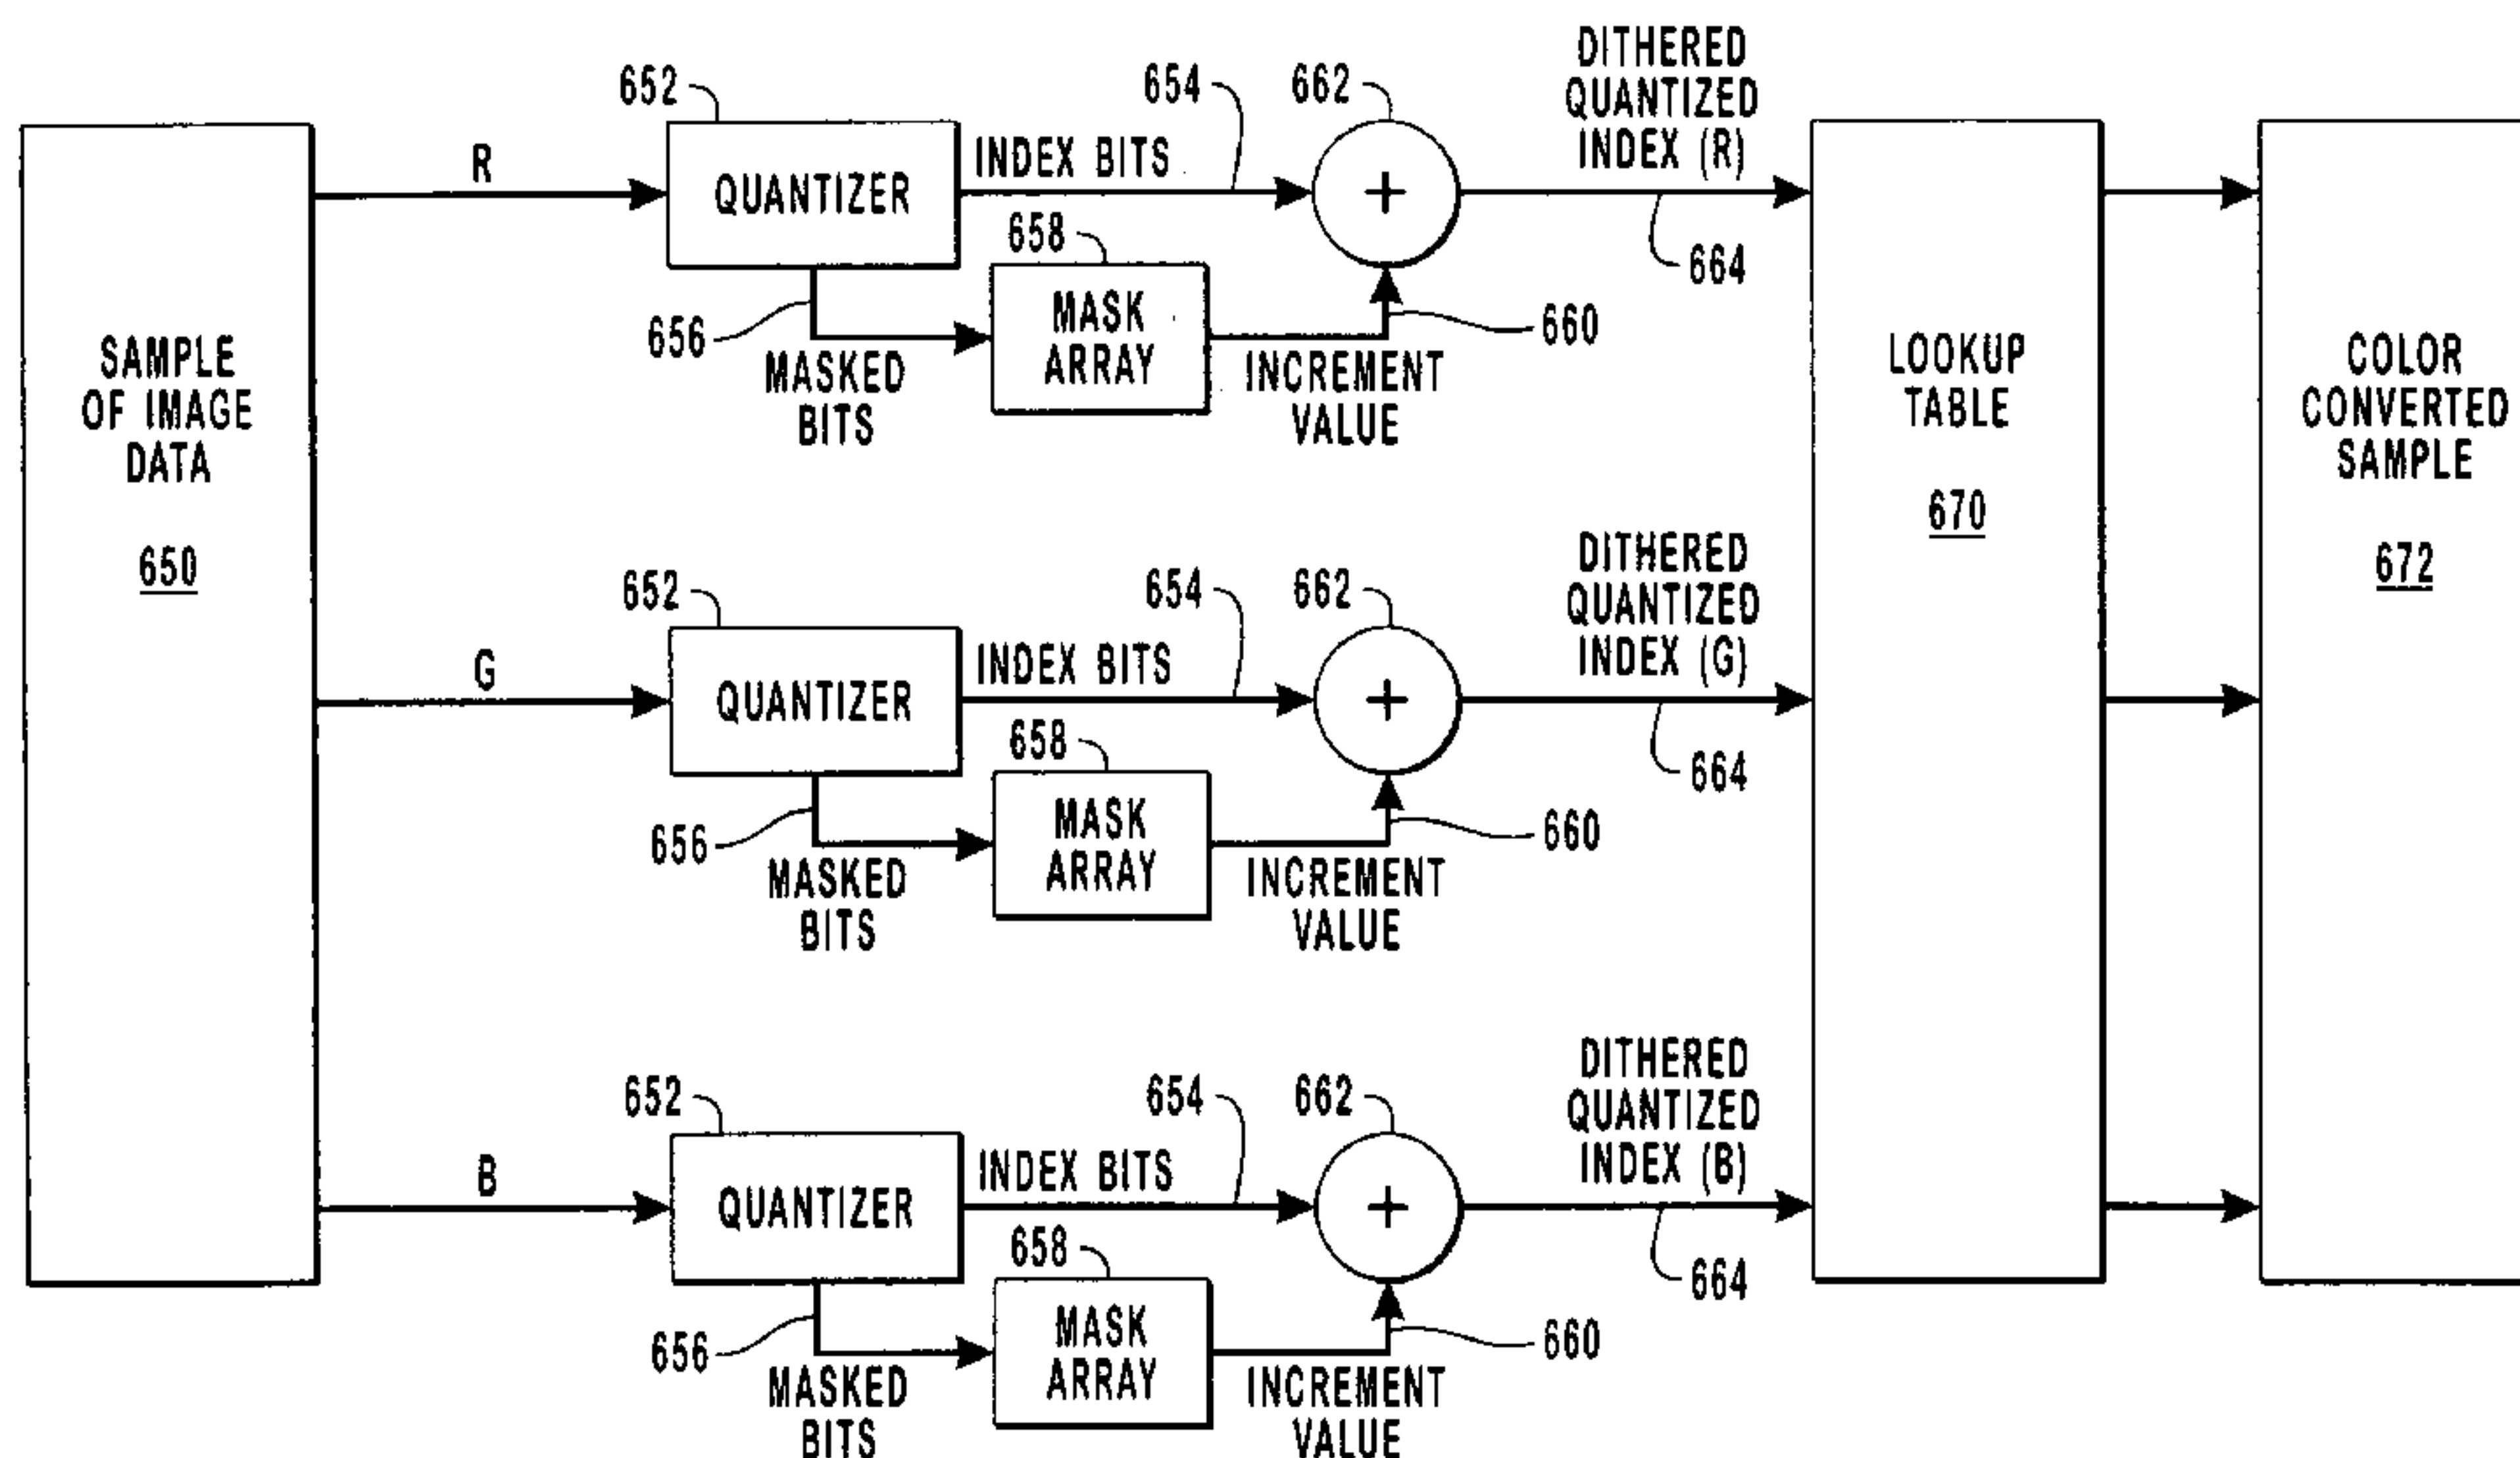 SAMPLE
OF IMAGE
DATA
650
R
652
QUANTIZER
INDEX BITS
654
656
MASKED
BITS
658
MASK
ARRAY
INCREMENT
VALUE
660
662
+
DITHERED
QUANTIZED
INDEX (R)
664
G
652
QUANTIZER
INDEX BITS
654
656
MASKED
BITS
658
MASK
ARRAY
INCREMENT
VALUE
660
662
+
DITHERED
QUANTIZED
INDEX (G)
664
B
652
QUANTIZER
INDEX BITS
654
656
MASKED
BITS
658
MASK
ARRAY
INCREMENT
VALUE
660
662
+
DITHERED
QUANTIZED
INDEX (B)
664
LOOKUP
TABLE
670
COLOR
CONVERTED
SAMPLE
672